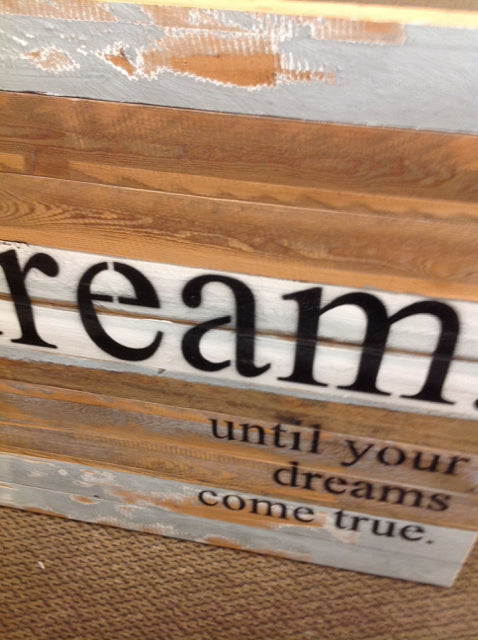 ream.
until your
dreams
come true.